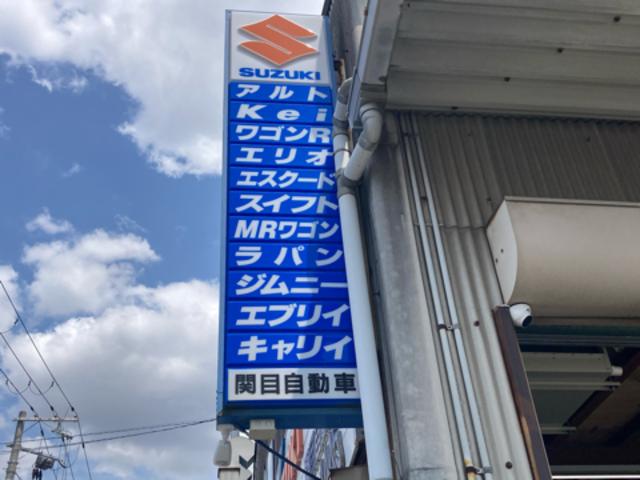 SUZUKI
アルト
Kei
ワゴンR
エリオ
エスクード
スイフト
MRワゴン
ラパン
ジムニー
エブリイ
キャリイ
関目自動車